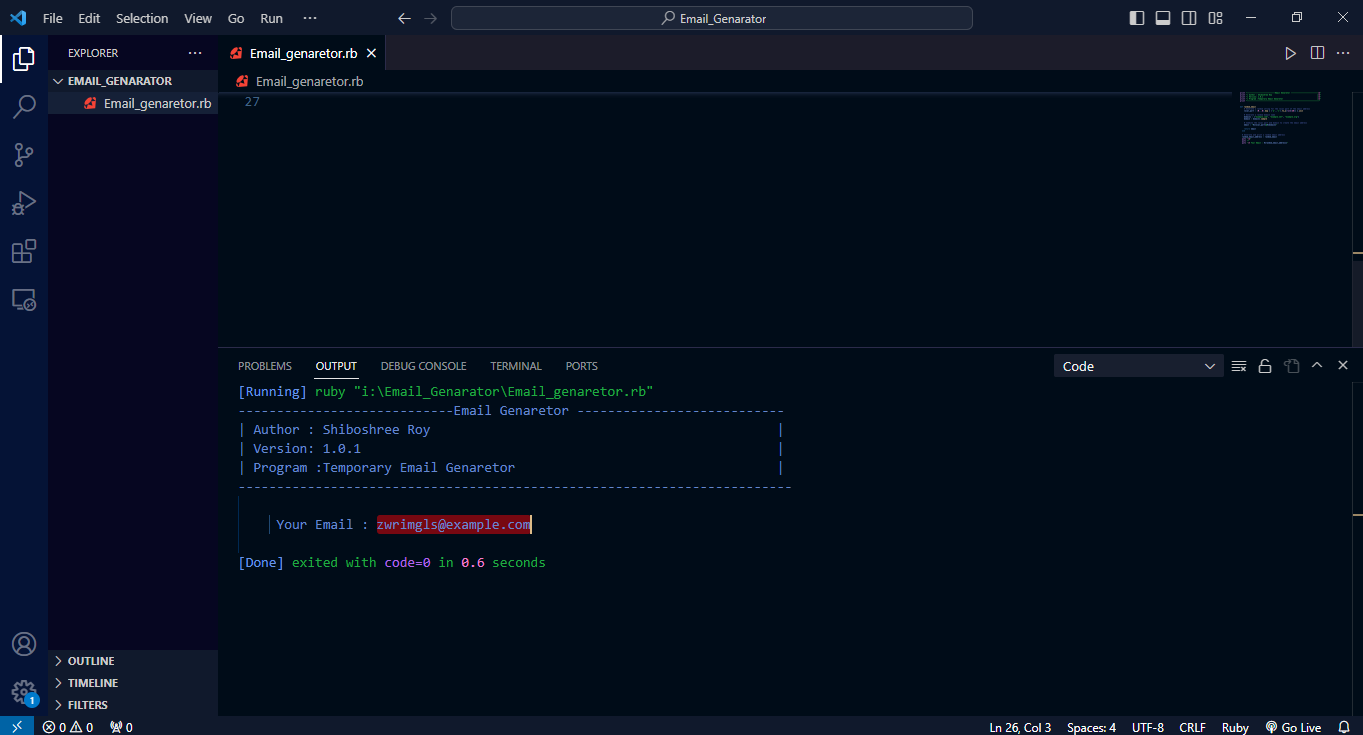 File Edit Selection View Go Run ··· Email_Genarator
EXPLORER ···
EMAIL_GENARATOR
Email_genaretor.rb
OUTLINE
TIMELINE
FILTERS
1
Email_genaretor.rb
Email_genaretor.rb
27
PROBLEMS OUTPUT DEBUG CONSOLE TERMINAL PORTS Code
[Running] ruby "i:\Email_Genarator\Email_genaretor.rb"
----------------------------Email Genaretor ---------------------------
| Author : Shiboshree Roy |
| Version: 1.0.1 |
| Program :Temporary Email Genaretor |
------------------------------------------------------------------------
Your Email : zwrimgls@example.com
[Done] exited with code=0 in 0.6 seconds
0 0 0 Ln 26, Col 3 Spaces: 4 UTF-8 CRLF Ruby Go Live